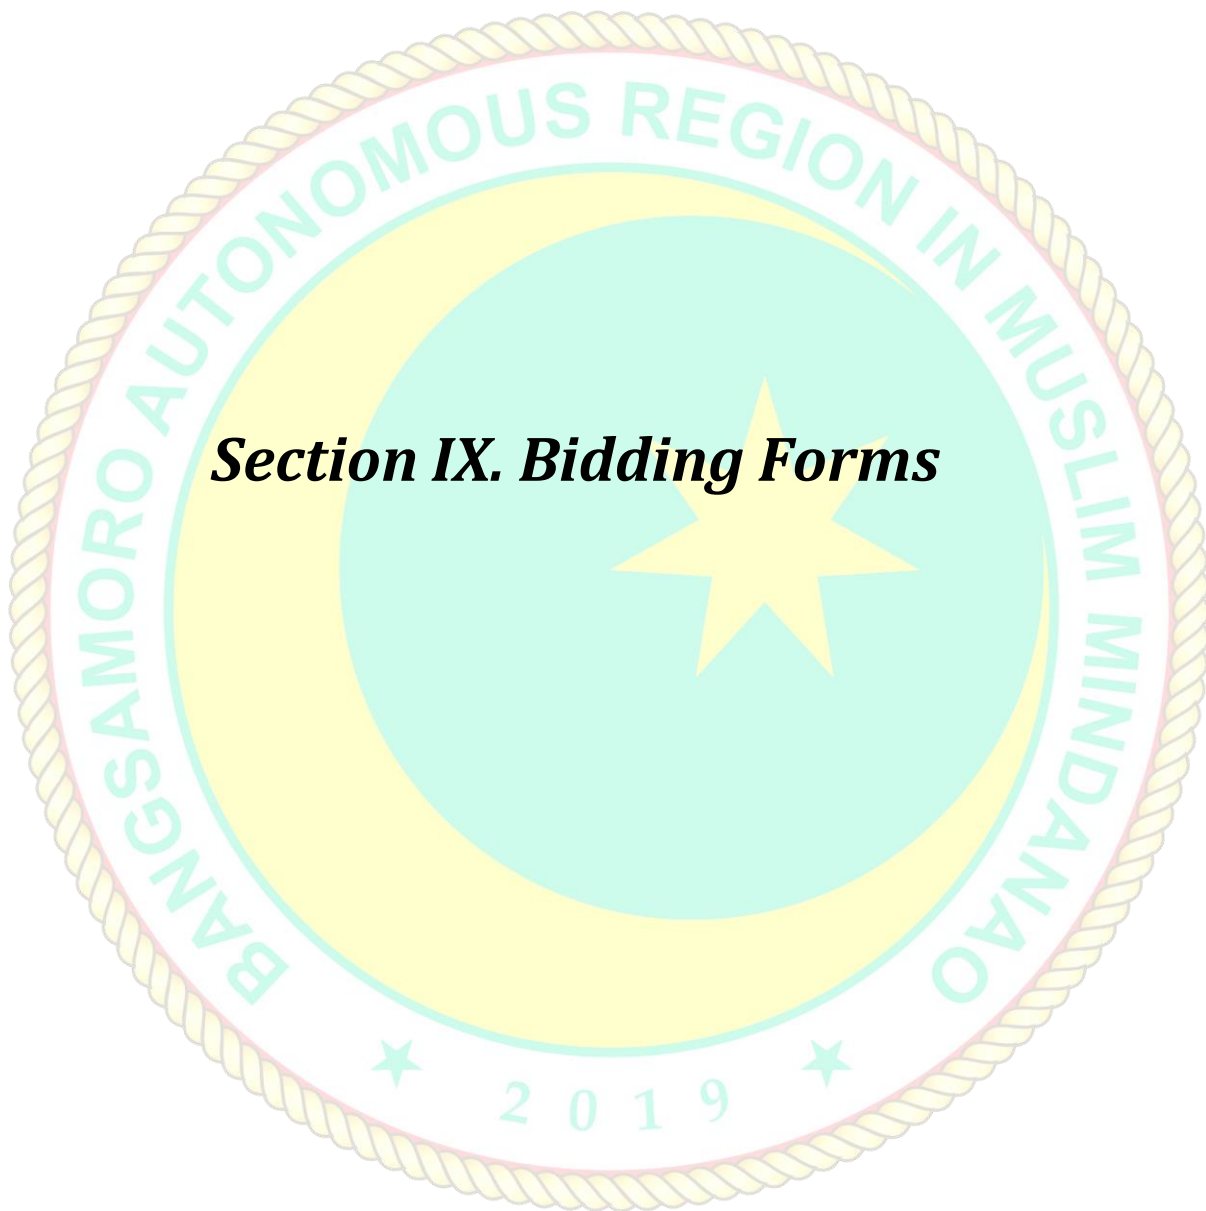 BANGSAMORO AUTONOMOUS REGION IN MUSLIM MINDANAO
Section IX. Bidding Forms
2019